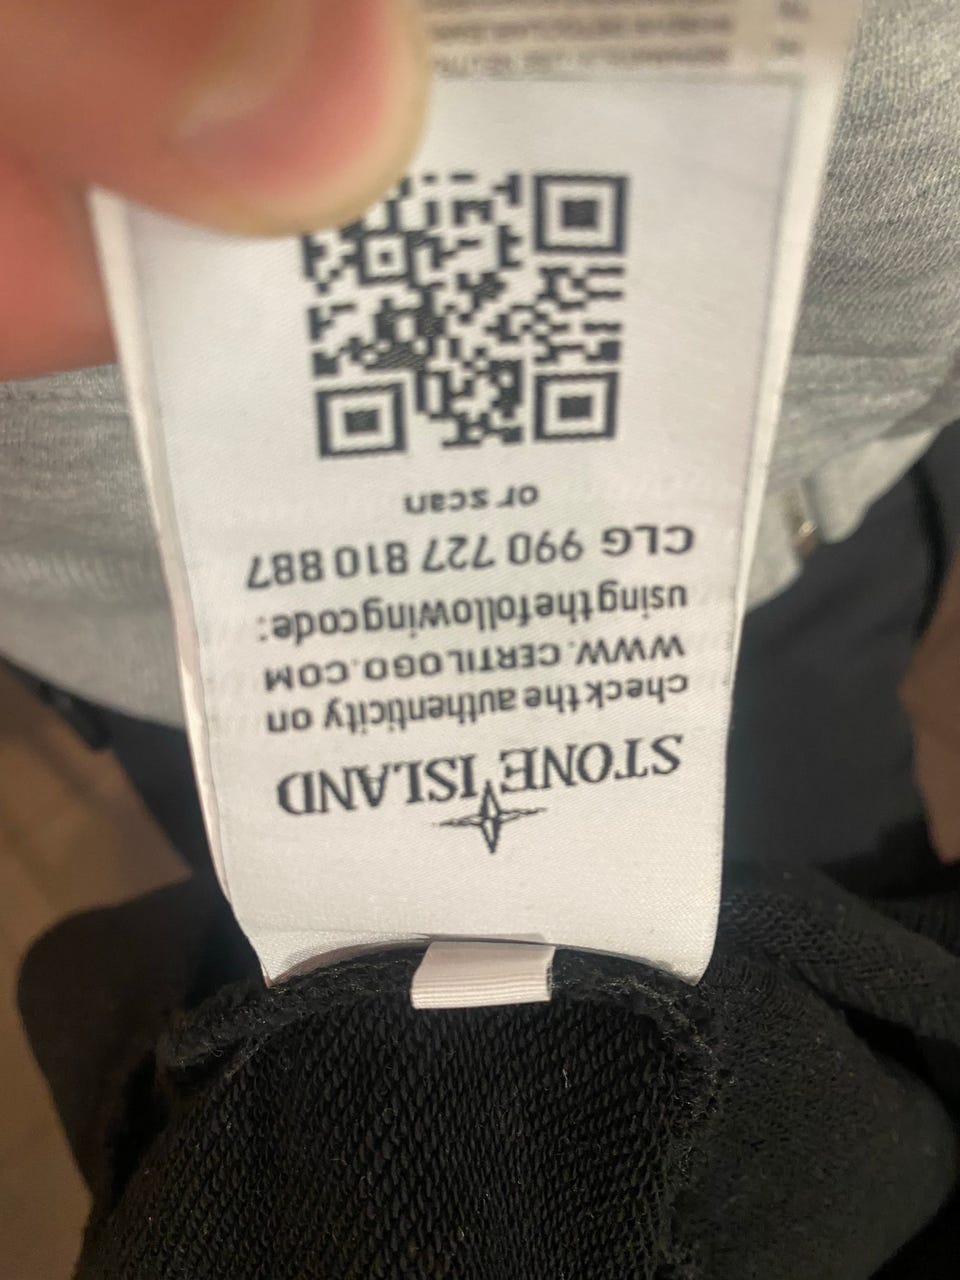 STONE ISLAND
check the authenticity on
WWW.CERTILOGO.COM
using the following code:
CLG 990 727 810 887
or scan